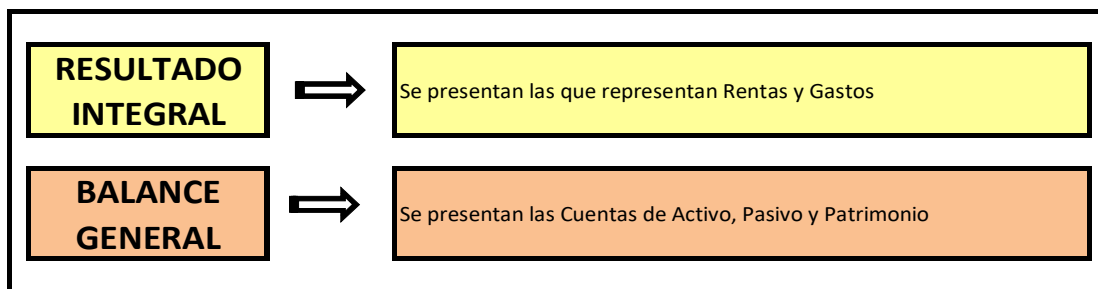 RESULTADO
INTEGRAL
Se presentan las que representan Rentas y Gastos
BALANCE
GENERAL
Se presentan las Cuentas de Activo, Pasivo y Patrimonio